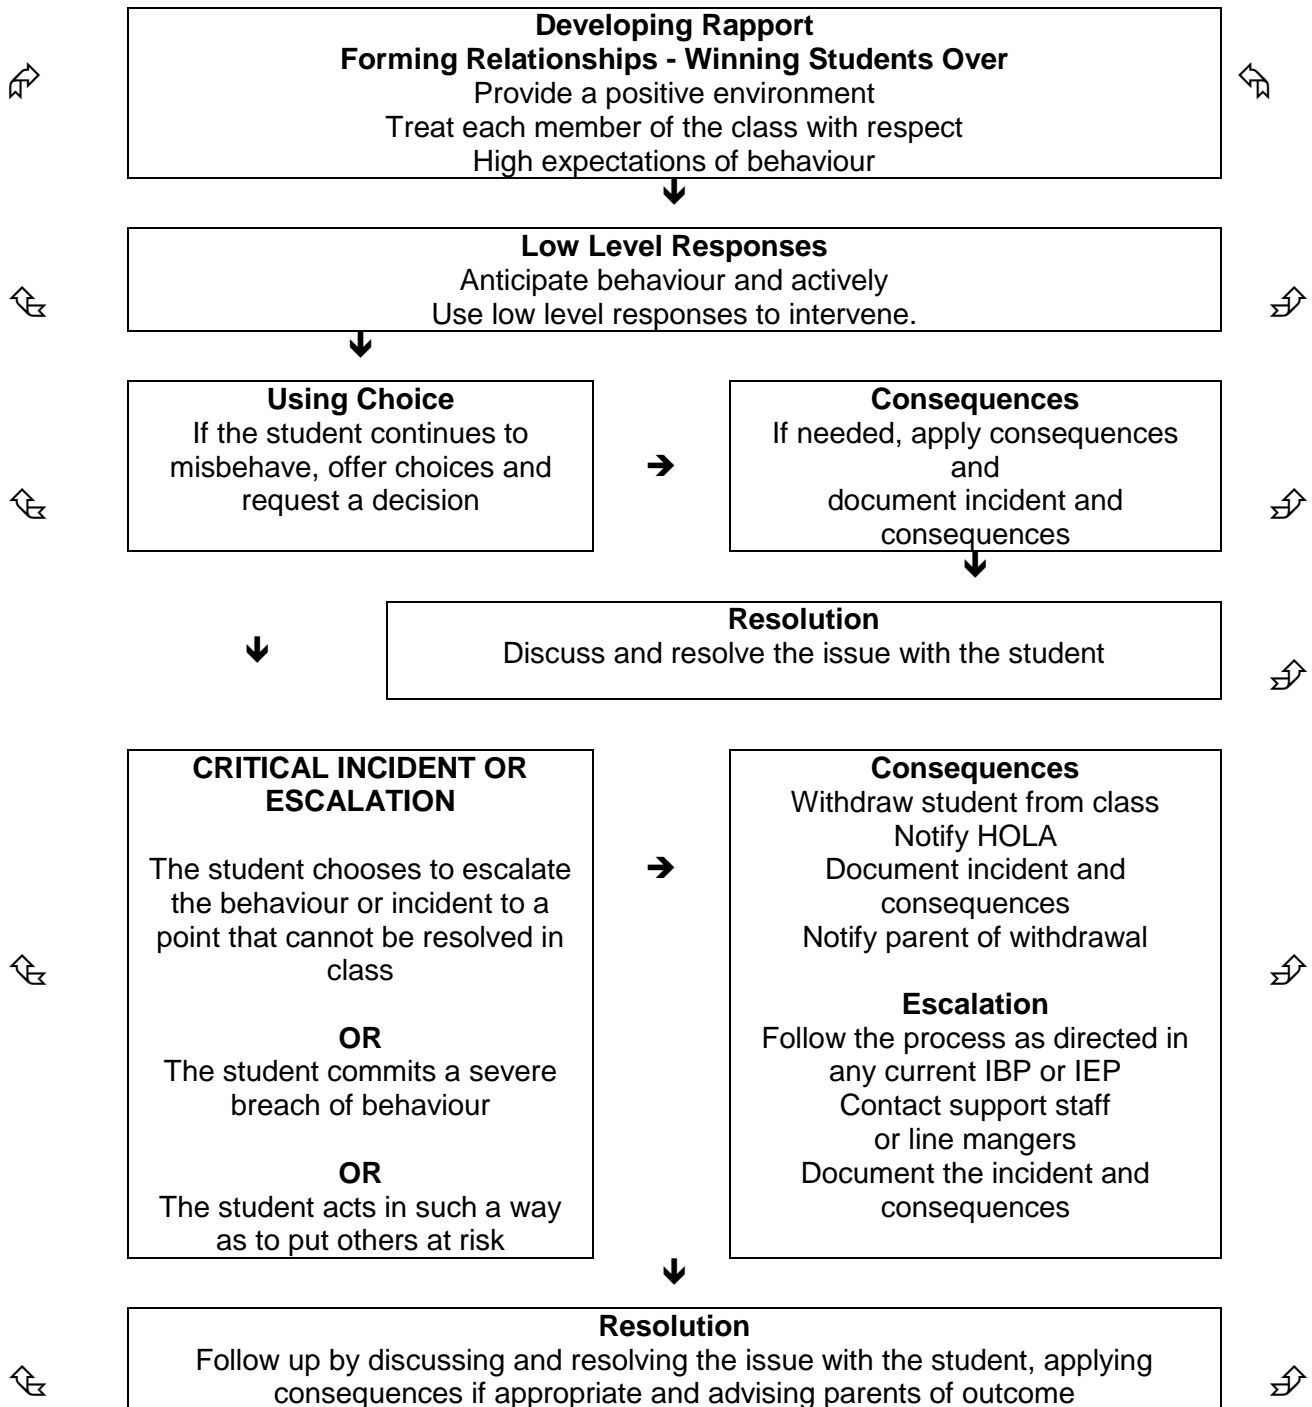 Developing Rapport
Forming Relationships - Winning Students Over
Provide a positive environment
Treat each member of the class with respect
High expectations of behaviour
Low Level Responses
Anticipate behaviour and actively
Use low level responses to intervene.
Using Choice
If the student continues to
misbehave, offer choices and
request a decision
Consequences
If needed, apply consequences
and
document incident and
consequences
Resolution
Discuss and resolve the issue with the student
CRITICAL INCIDENT OR
ESCALATION
The student chooses to escalate
the behaviour or incident to a
point that cannot be resolved in
class
OR
The student commits a severe
breach of behaviour
OR
The student acts in such a way
as to put others at risk
Consequences
Withdraw student from class
Notify HOLA
Document incident and
consequences
Notify parent of withdrawal
Escalation
Follow the process as directed in
any current IBP or IEP
Contact support staff
or line mangers
Document the incident and
consequences
Resolution
Follow up by discussing and resolving the issue with the student, applying
consequences if appropriate and advising parents of outcome